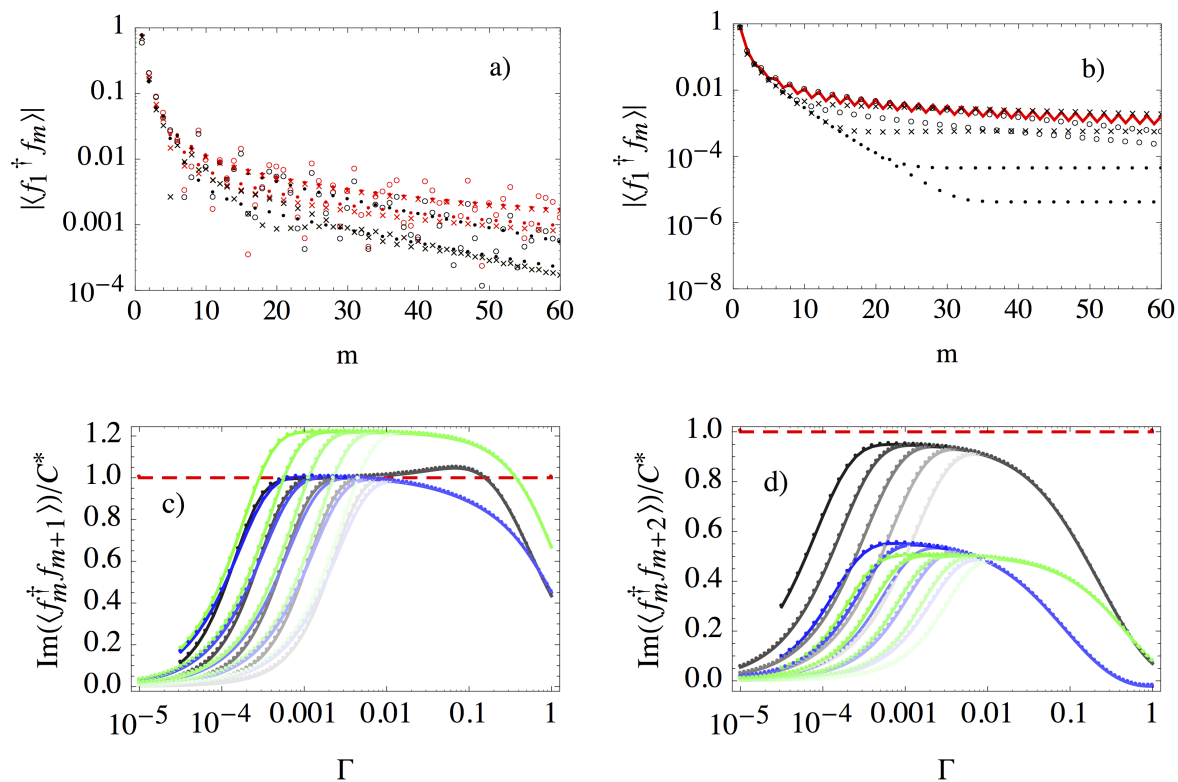 a)
|⟨f₁† fₘ⟩|
1
0.1
0.01
0.001
10⁻⁴
0 10 20 30 40 50 60
m
b)
|⟨f₁† fₘ⟩|
1
0.01
10⁻⁴
10⁻⁶
10⁻⁸
0 10 20 30 40 50 60
m
c)
Im(⟨fₘ† fₘ₊₁⟩)/C*
1.2
1.0
0.8
0.6
0.4
0.2
0.0
10⁻⁵ 10⁻⁴ 0.001 0.01 0.1 1
Γ
d)
Im(⟨fₘ† fₘ₊₂⟩)/C*
1.0
0.8
0.6
0.4
0.2
0.0
10⁻⁵ 10⁻⁴ 0.001 0.01 0.1 1
Γ